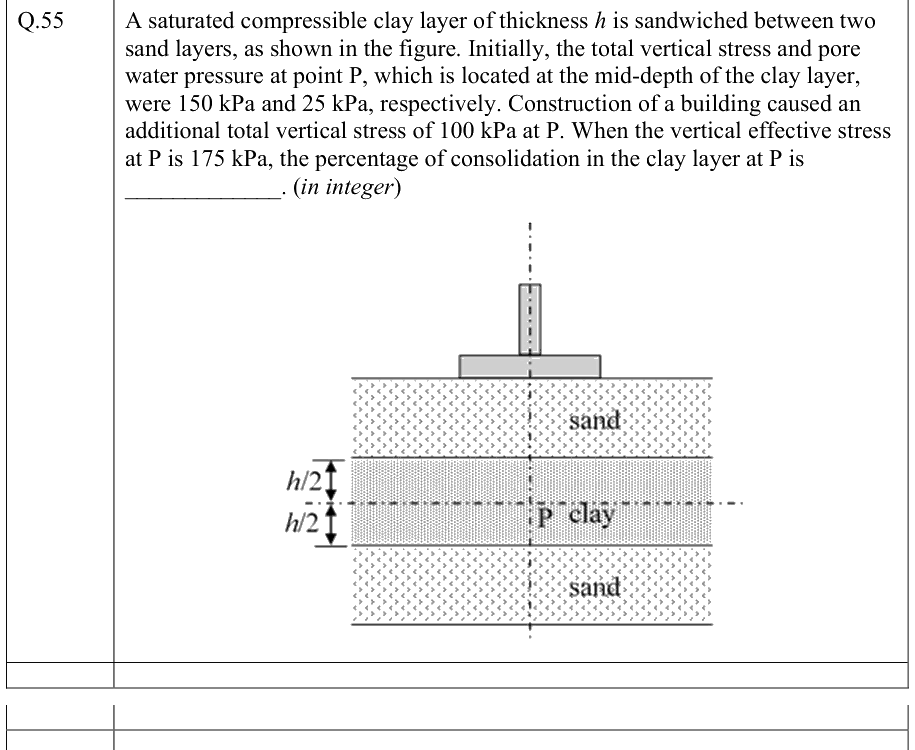 Q.55
A saturated compressible clay layer of thickness h is sandwiched between two
sand layers, as shown in the figure. Initially, the total vertical stress and pore
water pressure at point P, which is located at the mid-depth of the clay layer,
were 150 kPa and 25 kPa, respectively. Construction of a building caused an
additional total vertical stress of 100 kPa at P. When the vertical effective stress
at P is 175 kPa, the percentage of consolidation in the clay layer at P is
_____________. (in integer)
sand
h/2
h/2
P clay
sand